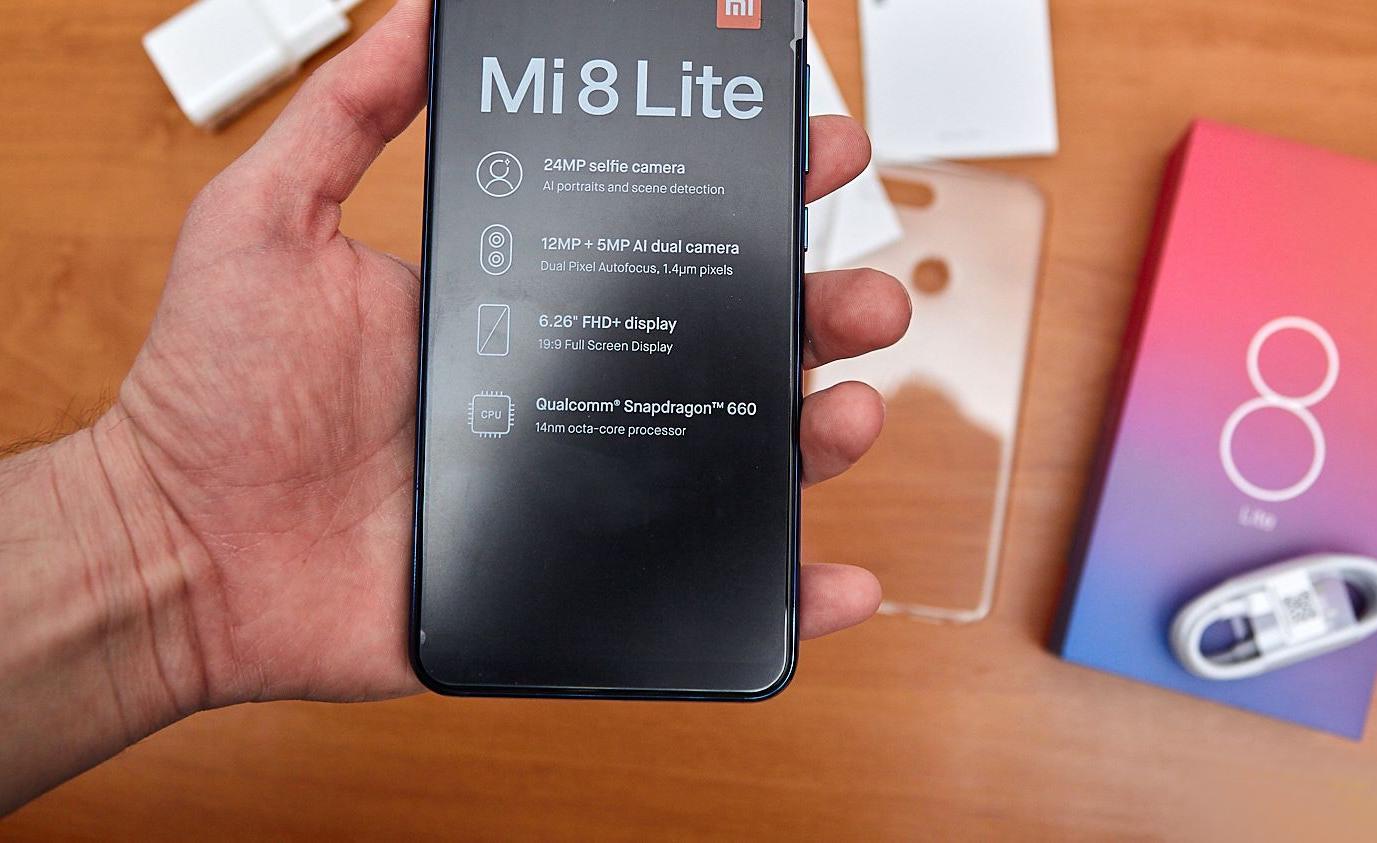 mi
Mi 8 Lite
24MP selfie camera
AI portraits and scene detection
12MP + 5MP AI dual camera
Dual Pixel Autofocus, 1.4μm pixels
6.26" FHD+ display
19:9 Full Screen Display
CPU
Qualcomm® Snapdragon™ 660
14nm octa-core processor
8
Lite